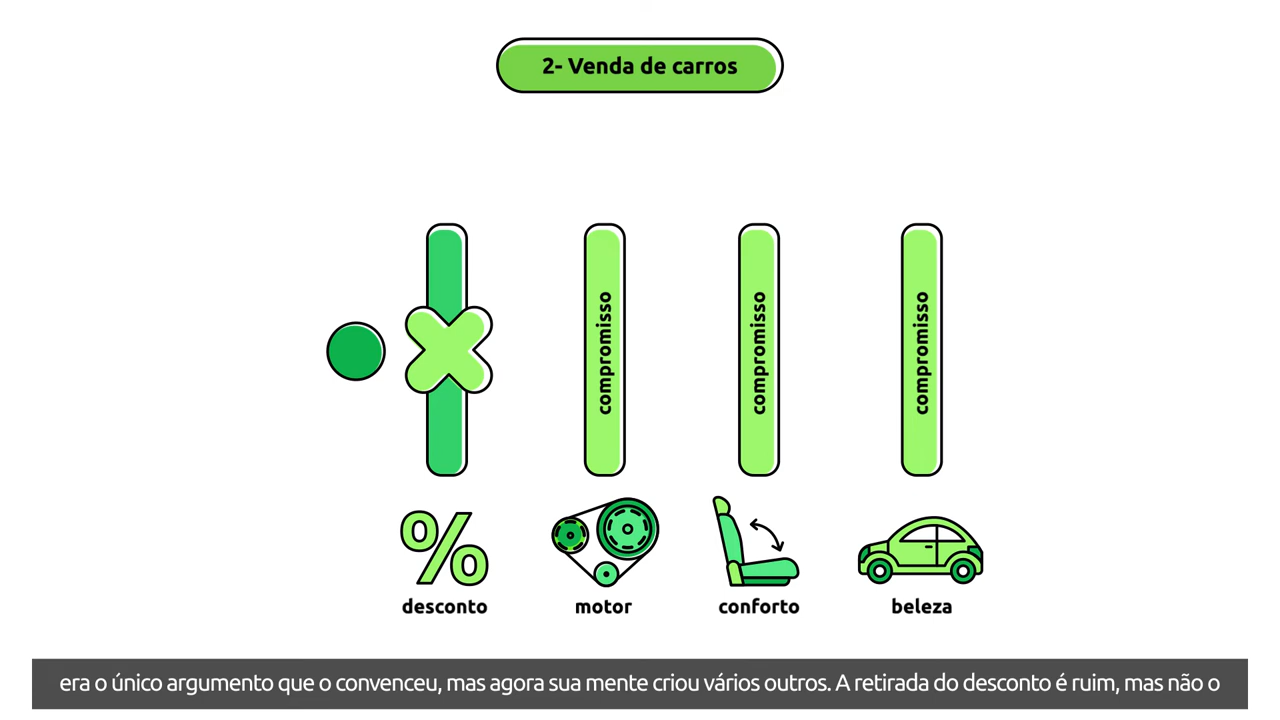 2- Venda de carros
compromisso
compromisso
compromisso
%
desconto
motor
conforto
beleza
era o único argumento que o convenceu, mas agora sua mente criou vários outros. A retirada do desconto é ruim, mas não o